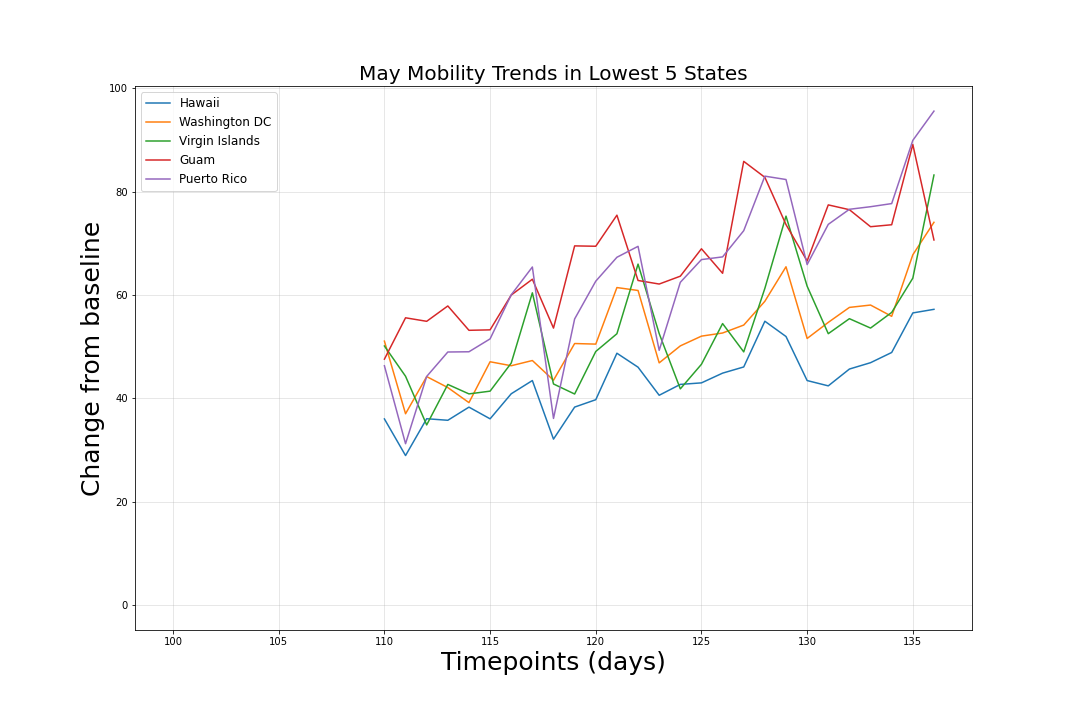 May Mobility Trends in Lowest 5 States
100
80
60
40
20
0
Hawaii
Washington DC
Virgin Islands
Guam
Puerto Rico
Change from baseline
100 105 110 115 120 125 130 135
Timepoints (days)